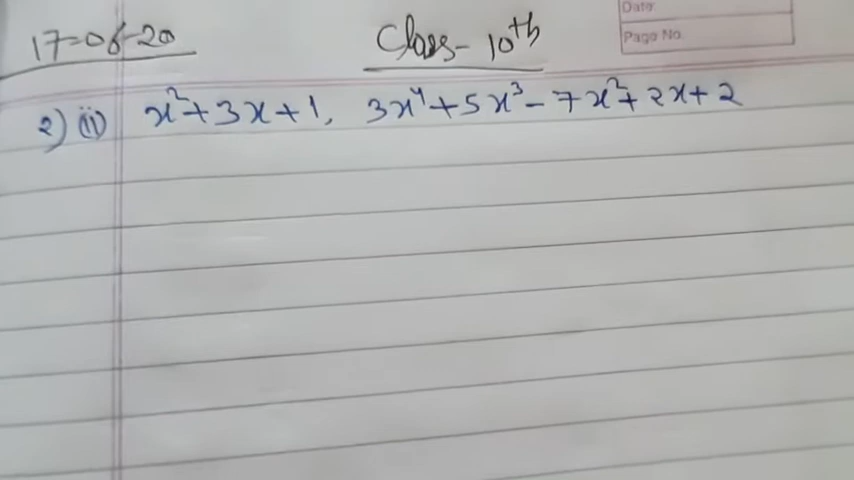 Date:
17-06-20 Class- 10th
Page No.
2) (ii) x²+3x+1, 3x⁴+5x³-7x²+2x+2